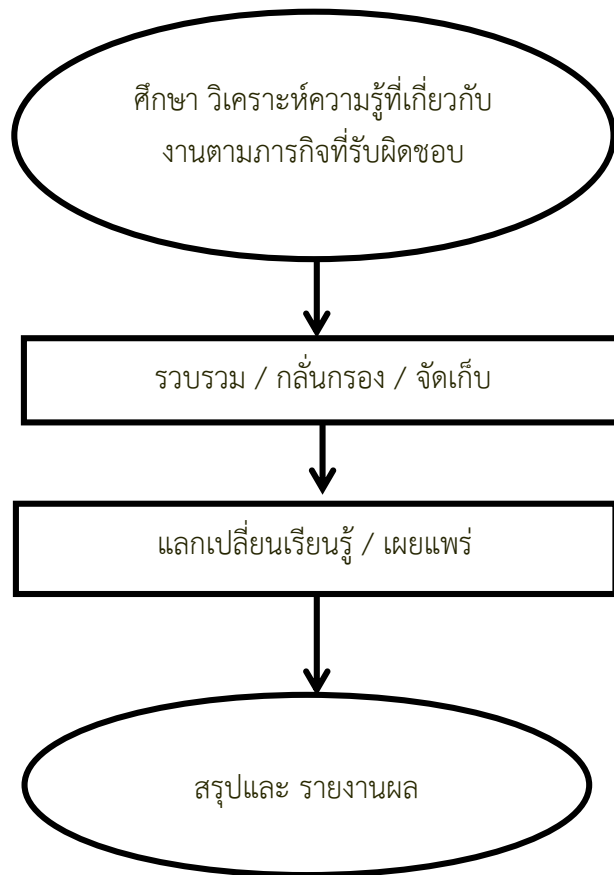 ศึกษา วิเคราะห์ความรู้ที่เกี่ยวกับ
งานตามภารกิจที่รับผิดชอบ
รวบรวม / กลั่นกรอง / จัดเก็บ
แลกเปลี่ยนเรียนรู้ / เผยแพร่
สรุปและ รายงานผล